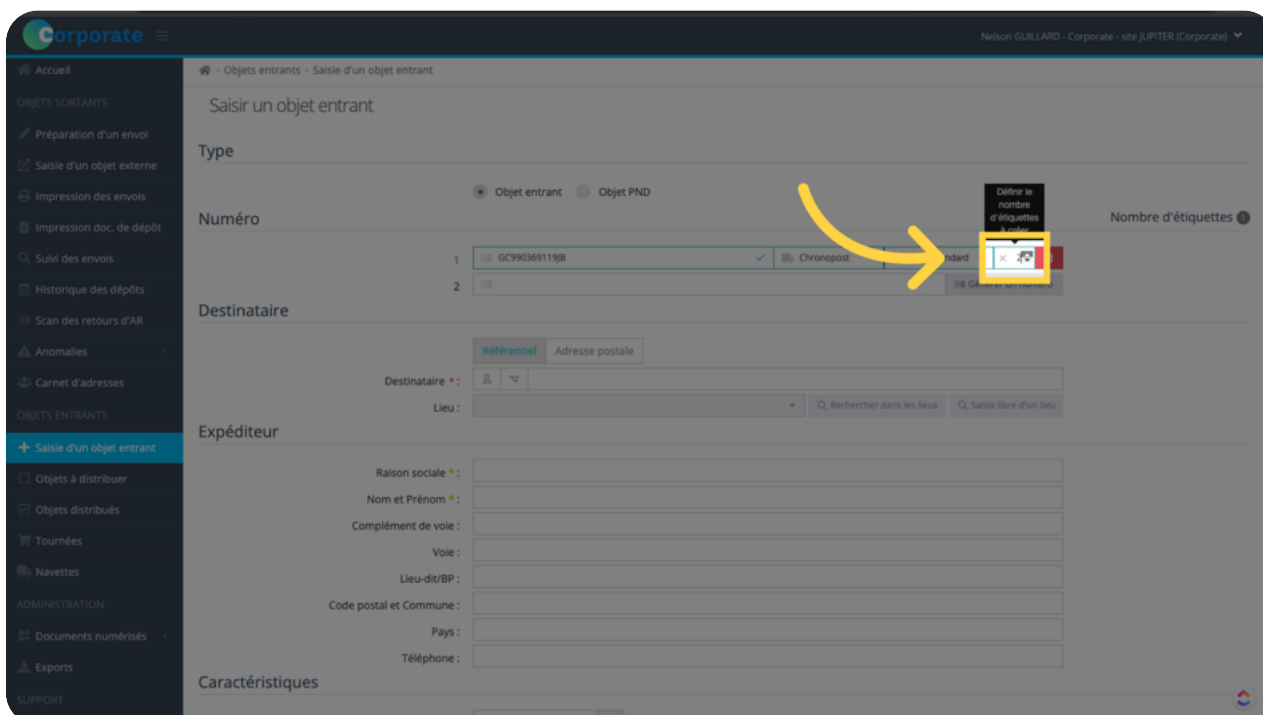 Corporate
Nelson GUILLARD - Corporate - site JUPITER (Corporate)
Accueil
OBJETS SORTANTS
Préparation d'un envoi
Saisie d'un objet externe
Impression des envois
Impression doc. de dépôt
Suivi des envois
Historique des dépôts
Scan des retours d'AR
Anomalies
Carnet d'adresses
OBJETS ENTRANTS
Saisie d'un objet entrant
Objets à distribuer
Objets distribués
Tournées
Navettes
ADMINISTRATION
Documents numérisés
Exports
SUPPORT
- Objets entrants - Saisie d'un objet entrant
Saisir un objet entrant
Type
Objet entrant Objet PND
Définir le
nombre
d'étiquettes
à créer
Numéro
Nombre d'étiquettes
1 GC990369119JB Chronopost ndard × 2
2 Générer un numéro
Destinataire
Référentiel Adresse postale
Destinataire * :
Lieu : Rechercher dans les lieux Saisie libre d'un lieu
Expéditeur
Raison sociale * :
Nom et Prénom * :
Complément de voie :
Voie :
Lieu-dit/BP :
Code postal et Commune :
Pays :
Téléphone :
Caractéristiques